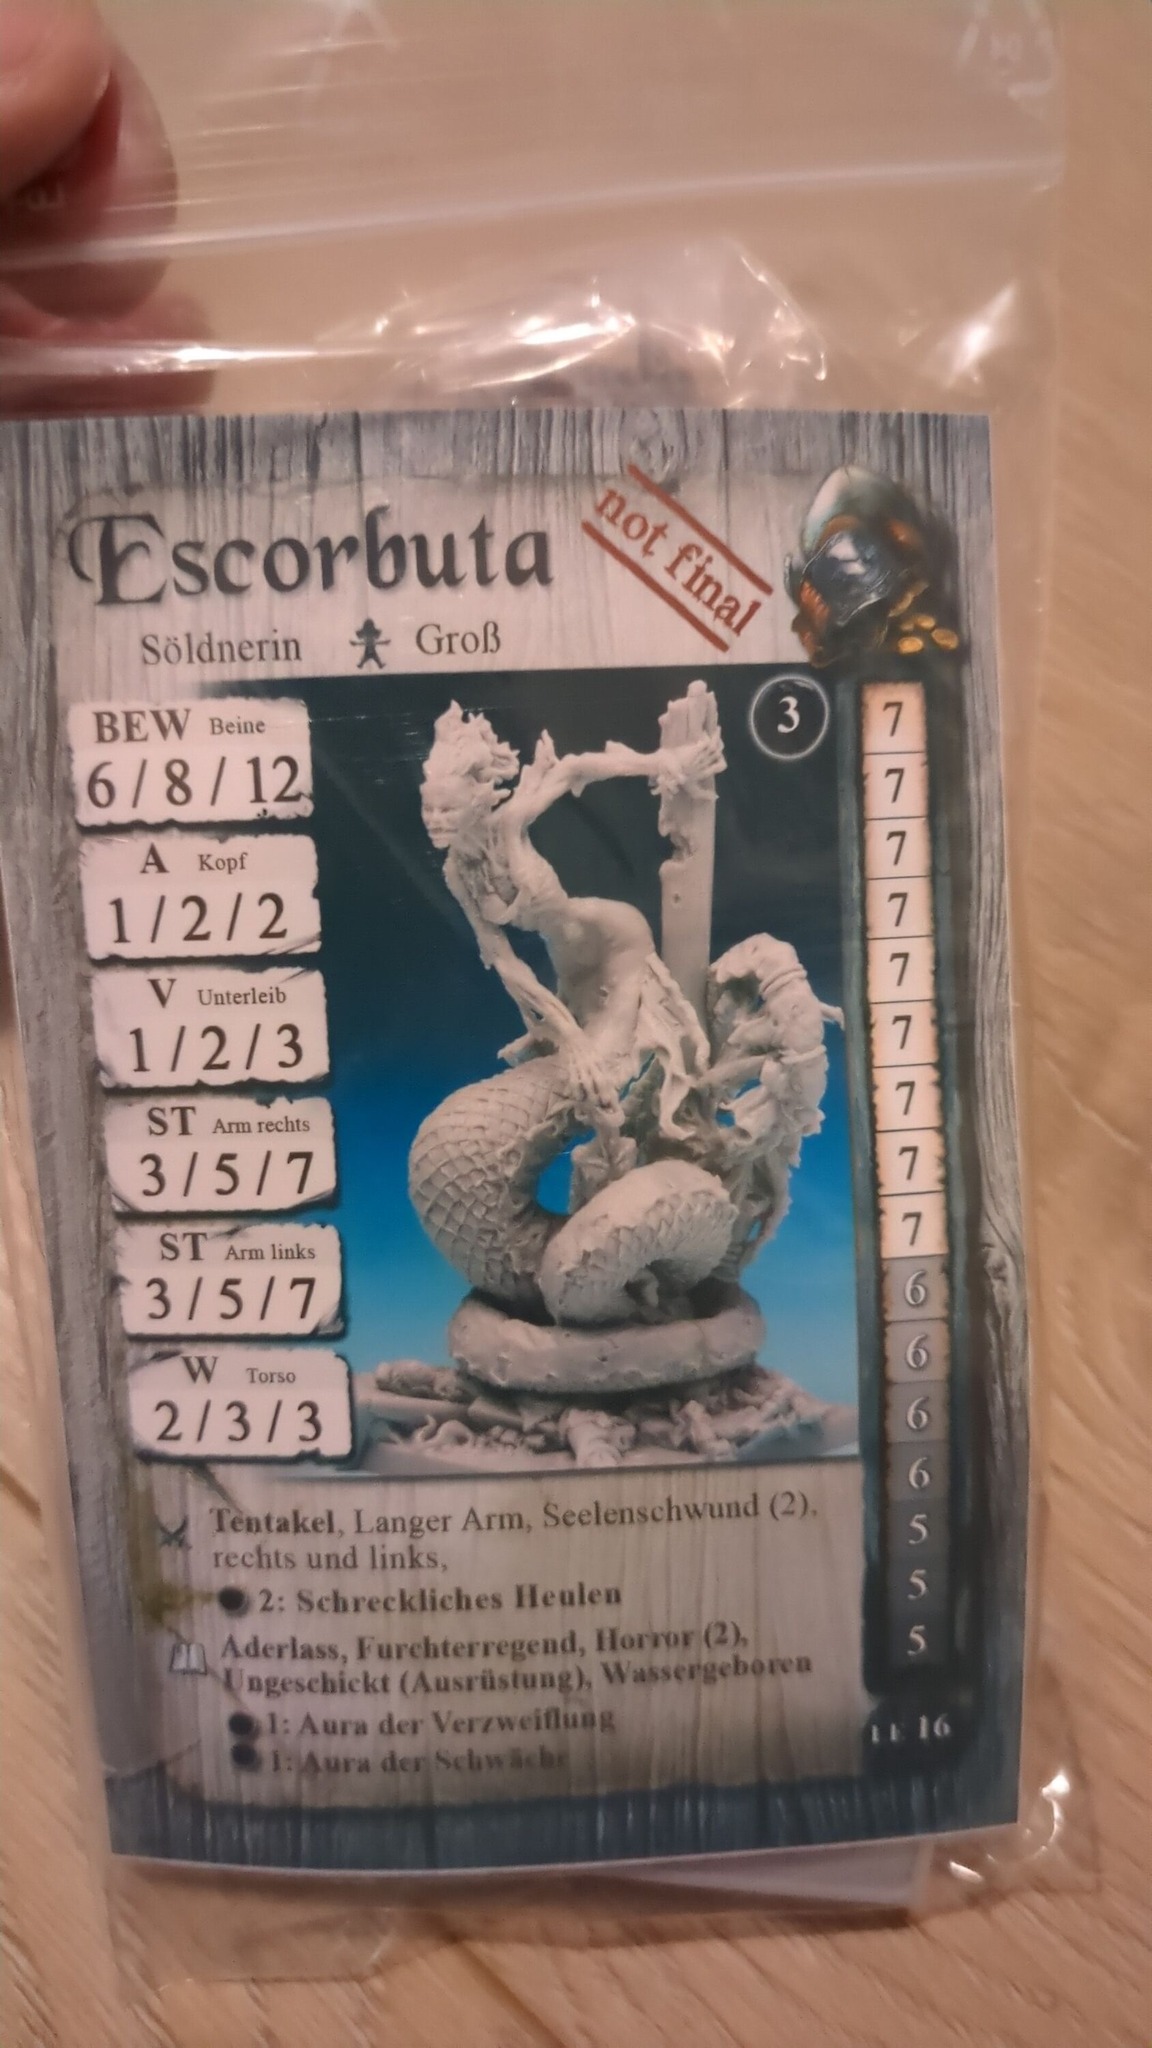 Escorbuta
not final
Söldnerin Groß
3
BEW Beine
6 / 8 / 12
A Kopf
1 / 2 / 2
V Unterleib
1 / 2 / 3
ST Arm rechts
3 / 5 / 7
ST Arm links
3 / 5 / 7
W Torso
2 / 3 / 3
7
7
7
7
7
7
7
7
7
6
6
6
6
5
5
5
LE 16
Tentakel, Langer Arm, Seelenschwund (2),
rechts und links,
2: Schreckliches Heulen
Aderlass, Furchterregend, Horror (2),
Ungeschickt (Ausrüstung), Wassergeboren
1: Aura der Verzweiflung
1: Aura der Schwäche